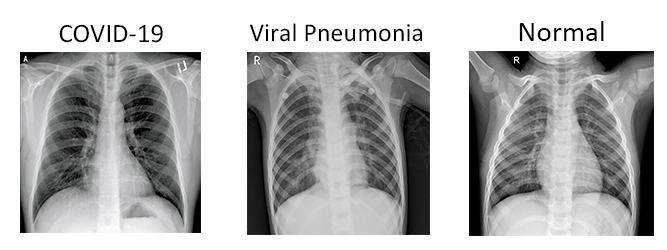 COVID-19
Viral Pneumonia
Normal
A
R
R